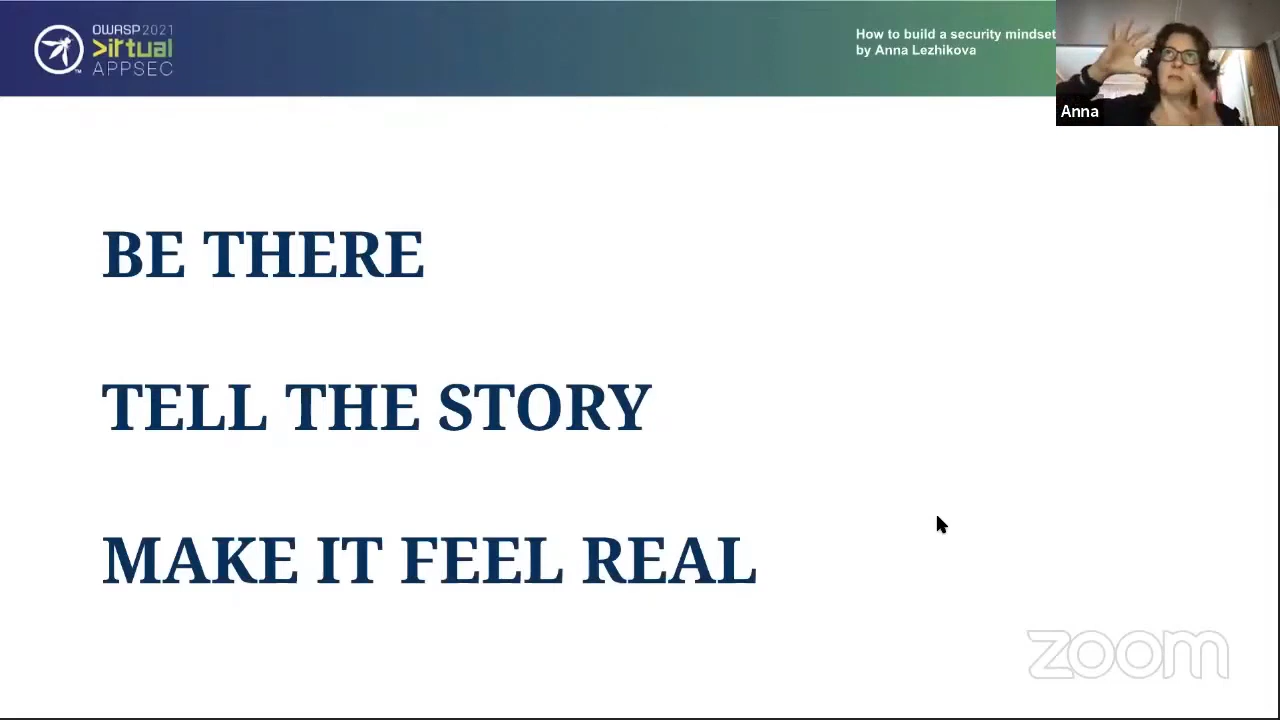 OWASP 2021
>irtual
APPSEC
How to build a security mindset
by Anna Lezhikova
Anna
BE THERE
TELL THE STORY
MAKE IT FEEL REAL
zoom